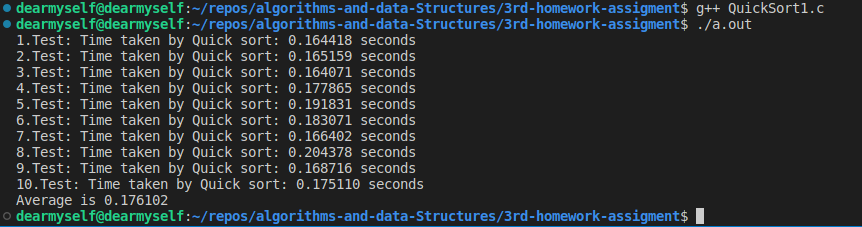 dearmyself@dearmyself:~/repos/algorithms-and-data-Structures/3rd-homework-assigment$ g++ QuickSort1.c
dearmyself@dearmyself:~/repos/algorithms-and-data-Structures/3rd-homework-assigment$ ./a.out
1.Test: Time taken by Quick sort: 0.164418 seconds
2.Test: Time taken by Quick sort: 0.165159 seconds
3.Test: Time taken by Quick sort: 0.164071 seconds
4.Test: Time taken by Quick sort: 0.177865 seconds
5.Test: Time taken by Quick sort: 0.191831 seconds
6.Test: Time taken by Quick sort: 0.183071 seconds
7.Test: Time taken by Quick sort: 0.166402 seconds
8.Test: Time taken by Quick sort: 0.204378 seconds
9.Test: Time taken by Quick sort: 0.168716 seconds
10.Test: Time taken by Quick sort: 0.175110 seconds
Average is 0.176102
dearmyself@dearmyself:~/repos/algorithms-and-data-Structures/3rd-homework-assigment$